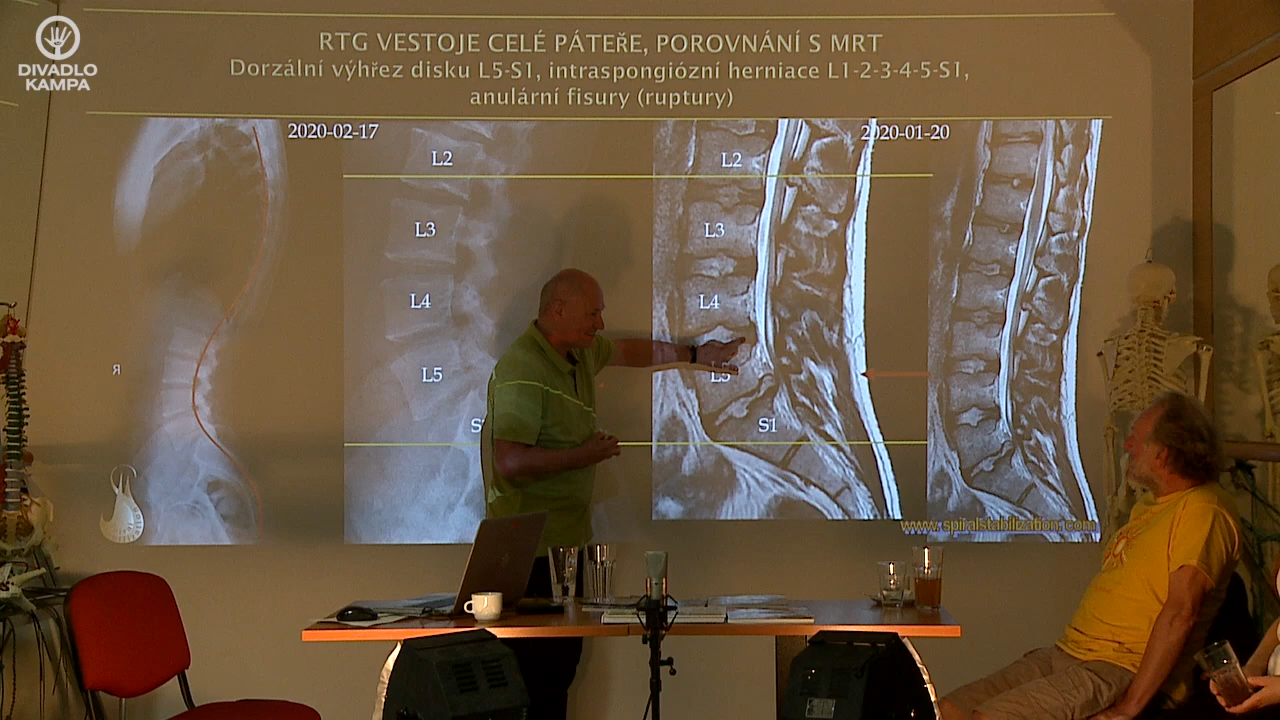 DIVADLO
KAMPA
RTG VESTOJE CELÉ PÁTEŘE, POROVNÁNÍ S MRT
Dorzální výhřez disku L5-S1, intraspongiózní herniace L1-2-3-4-5-S1,
anulární fisury (ruptury)
2020-02-17
2020-01-20
L2
L2
L3
L3
L4
L4
L5
L5
S1
www.spiralstabilization.com